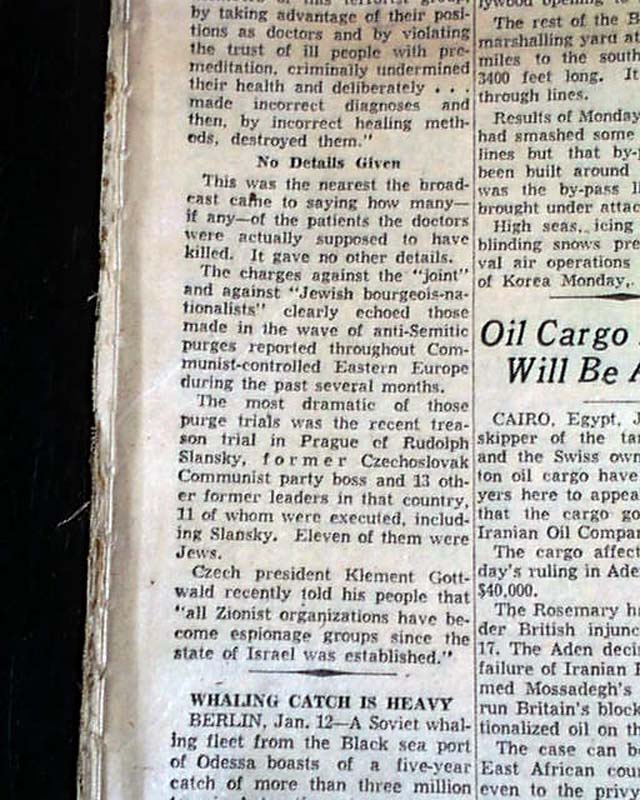 by taking advantage of their posi-
tions as doctors and by violating
the trust of ill people with pre-
meditation, criminally undermined
their health and deliberately . . .
made incorrect diagnoses and
then, by incorrect healing meth-
ods, destroyed them."
No Details Given
This was the nearest the broad-
cast came to saying how many—
if any—of the patients the doctors
were actually supposed to have
killed. It gave no other details.
The charges against the "joint"
and against "Jewish bourgeois-na-
tionalists" clearly echoed those
made in the wave of anti-Semitic
purges reported throughout Com-
munist-controlled Eastern Europe
during the past several months.
The most dramatic of those
purge trials was the recent trea-
son trial in Prague of Rudolph
Slansky, former Czechoslovak
Communist party boss and 13 oth-
er former leaders in that country,
11 of whom were executed, includ-
ing Slansky. Eleven of them were
Jews.
Czech president Klement Gott-
wald recently told his people that
"all Zionist organizations have be-
come espionage groups since the
state of Israel was established."
WHALING CATCH IS HEAVY
BERLIN, Jan. 12—A Soviet whal-
ing fleet from the Black sea port
of Odessa boasts of a five-year
catch of more than three million
The rest of the B
marshalling yard at
miles to the south
3400 feet long. It
through lines.
Results of Monday
had smashed some
lines but that by-p
been built around
was the by-pass li
brought under attac
High seas, icing
blinding snows pre
val air operations
of Korea Monday.
Oil Cargo
Will Be A
CAIRO, Egypt, J
skipper of the ta
and the Swiss own
ton oil cargo have
yers here to appea
that the cargo go
Iranian Oil Compa
The cargo affect
day's ruling in Ade
$40,000.
The Rosemary h
der British injunc
17. The Aden deci
failure of Iranian
med Mossadegh's
run Britain's block
tionalized oil on th
The case can b
East African cou
even to the privy